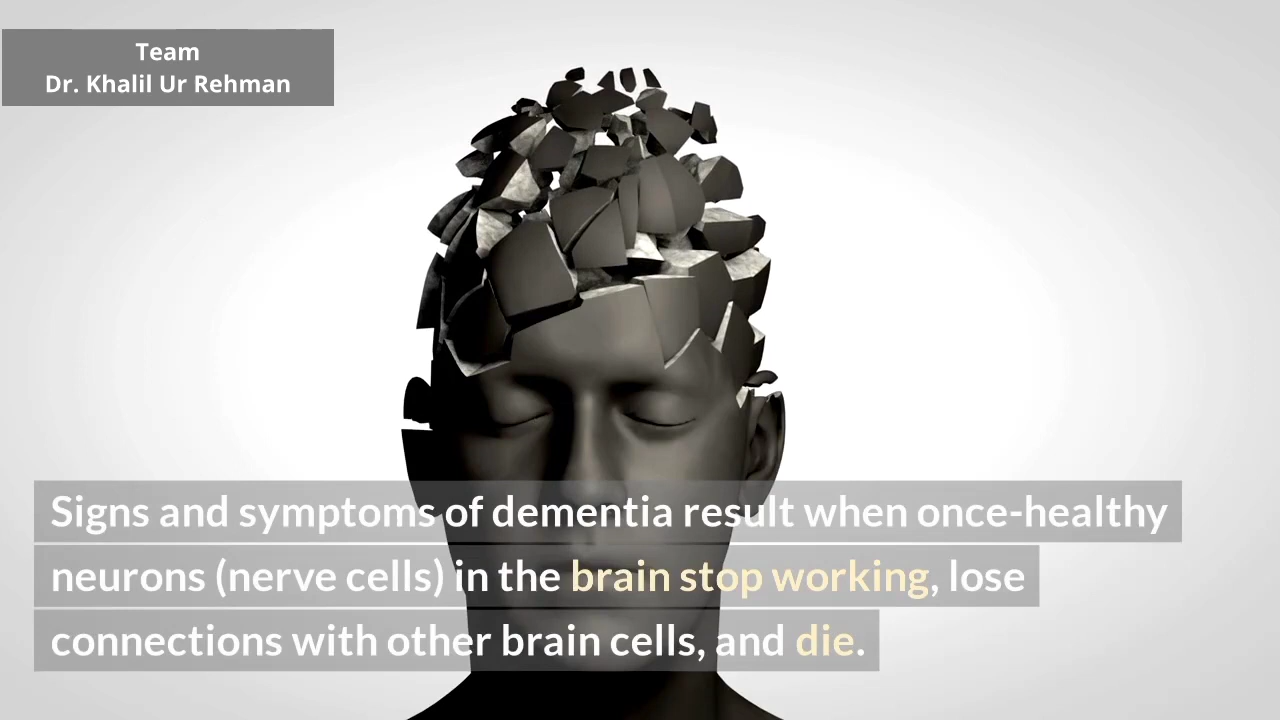 Team
Dr. Khalil Ur Rehman
Signs and symptoms of dementia result when once-healthy
neurons (nerve cells) in the brain stop working, lose
connections with other brain cells, and die.